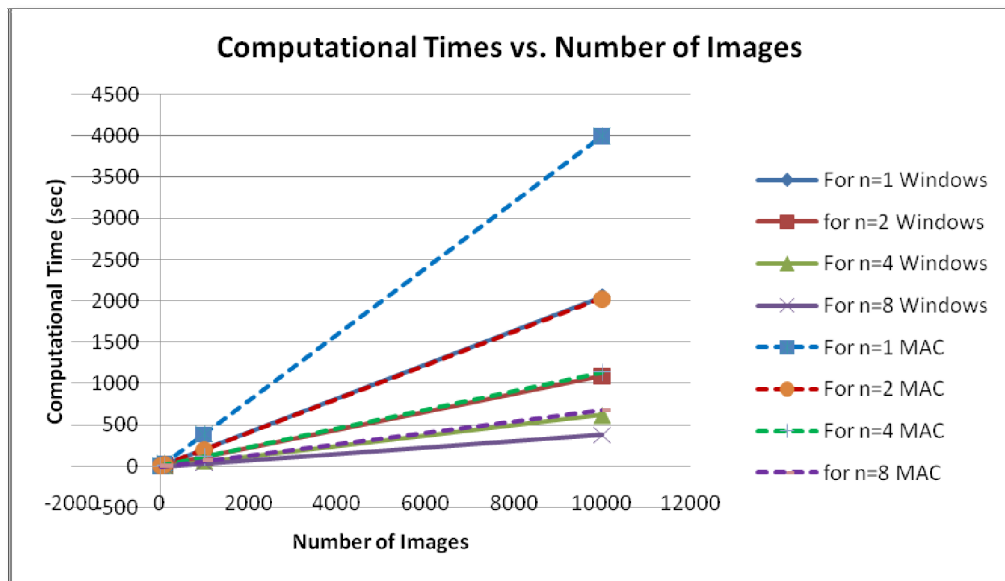 Computational Times vs. Number of Images
Computational Time (sec)
4500
4000
3500
3000
2500
2000
1500
1000
500
0
-500
-2000
0
2000
4000
6000
8000
10000
12000
Number of Images
For n=1 Windows
for n=2 Windows
For n=4 Windows
For n=8 Windows
For n=1 MAC
For n=2 MAC
For n=4 MAC
for n=8 MAC